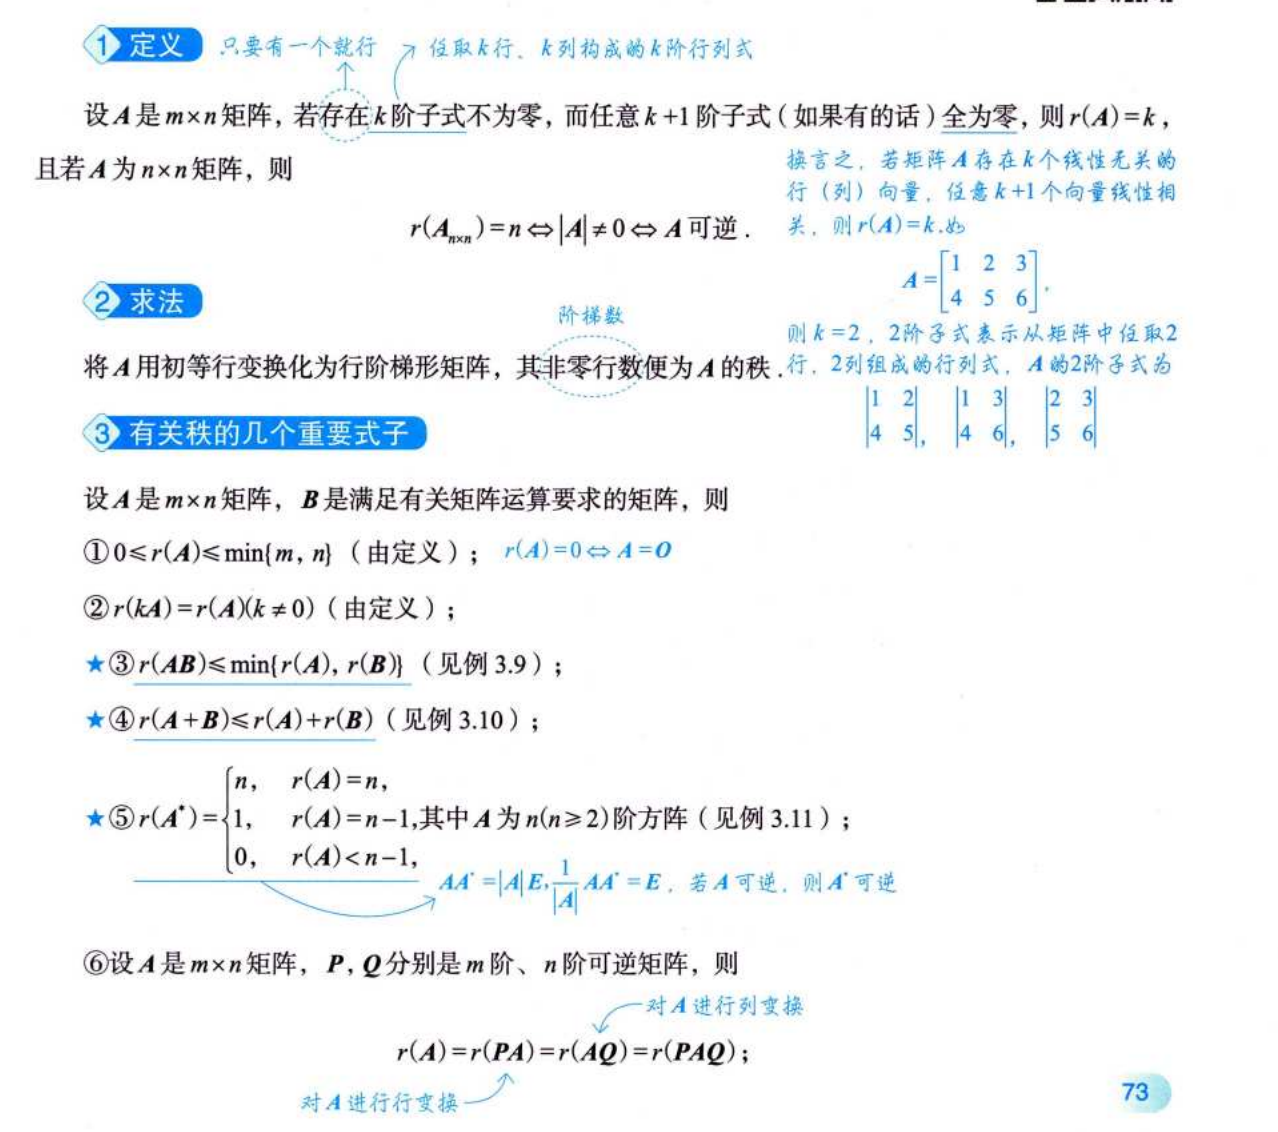 1 定义
只要有一个就行
任取k行、k列构成的k阶行列式
设A是m×n矩阵，若存在k阶子式不为零，而任意k+1阶子式（如果有的话）全为零，则r(A)=k，
且若A为n×n矩阵，则
r(Aₙₓₙ)=n⇔|A|≠0⇔A可逆．
换言之，若矩阵A存在k个线性无关的
行（列）向量，任意k+1个向量线性相
关，则r(A)=k.如
A=[1 2 3
4 5 6].
则k=2，2阶子式表示从矩阵中任取2
行，2列组成的行列式，A的2阶子式为
|1 2| |1 3| |2 3|
|4 5|, |4 6|, |5 6|
2 求法
阶梯数
将A用初等行变换化为行阶梯形矩阵，其非零行数便为A的秩．
3 有关秩的几个重要式子
设A是m×n矩阵，B是满足有关矩阵运算要求的矩阵，则
①0≤r(A)≤min{m, n}（由定义）； r(A)=0⇔A=O
②r(kA)=r(A)(k≠0)（由定义）；
★③r(AB)≤min{r(A), r(B)}（见例3.9）；
★④r(A+B)≤r(A)+r(B)（见例3.10）；
n, r(A)=n,
★⑤r(A*)={1, r(A)=n−1,其中A为n(n≥2)阶方阵（见例3.11）；
0, r(A)<n−1,
AA*=|A|E, 1/|A| AA*=E，若A可逆，则A*可逆
⑥设A是m×n矩阵，P, Q分别是m阶、n阶可逆矩阵，则
对A进行列变换
r(A)=r(PA)=r(AQ)=r(PAQ)；
对A进行行变换
73